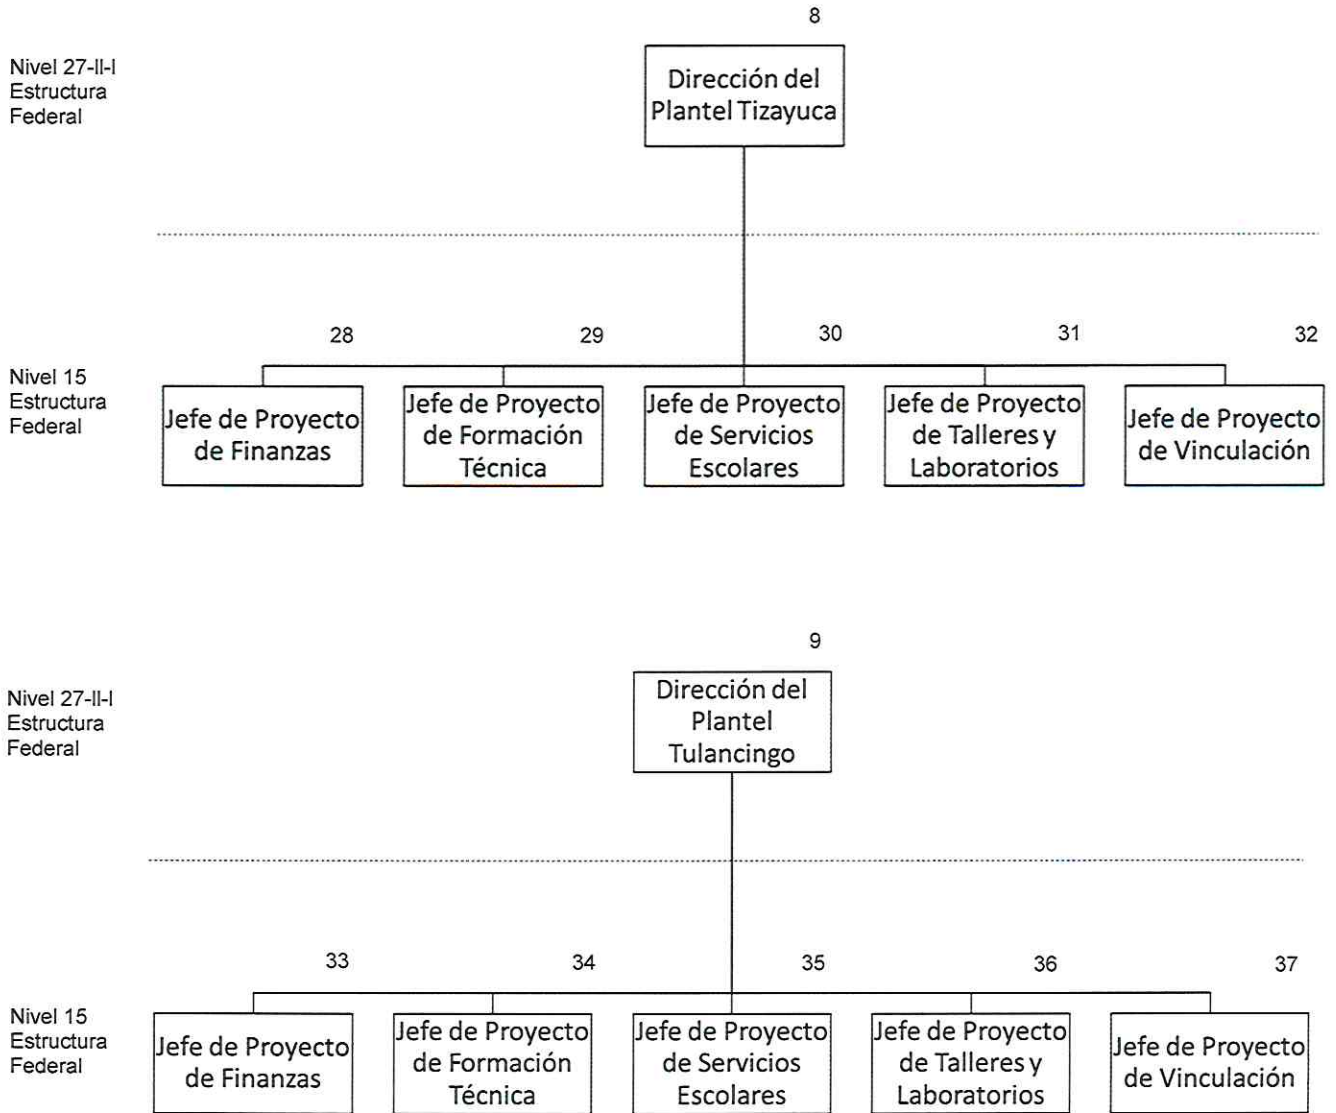 8
Nivel 27-II-I
Estructura
Federal
Dirección del
Plantel Tizayuca
28
29
30
31
32
Nivel 15
Estructura
Federal
Jefe de Proyecto
de Finanzas
Jefe de Proyecto
de Formación
Técnica
Jefe de Proyecto
de Servicios
Escolares
Jefe de Proyecto
de Talleres y
Laboratorios
Jefe de Proyecto
de Vinculación
9
Nivel 27-II-I
Estructura
Federal
Dirección del
Plantel
Tulancingo
33
34
35
36
37
Nivel 15
Estructura
Federal
Jefe de Proyecto
de Finanzas
Jefe de Proyecto
de Formación
Técnica
Jefe de Proyecto
de Servicios
Escolares
Jefe de Proyecto
de Talleres y
Laboratorios
Jefe de Proyecto
de Vinculación